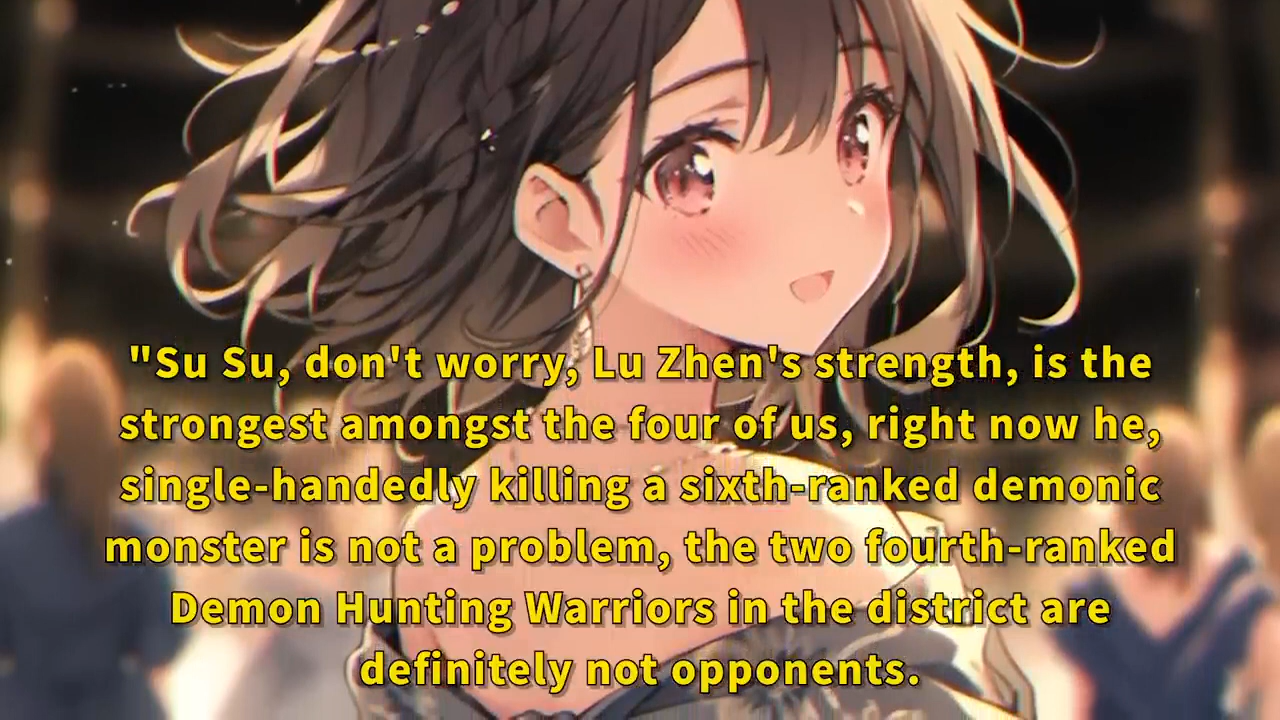 "Su Su, don't worry, Lu Zhen's strength, is the
strongest amongst the four of us, right now he,
single-handedly killing a sixth-ranked demonic
monster is not a problem, the two fourth-ranked
Demon Hunting Warriors in the district are
definitely not opponents.